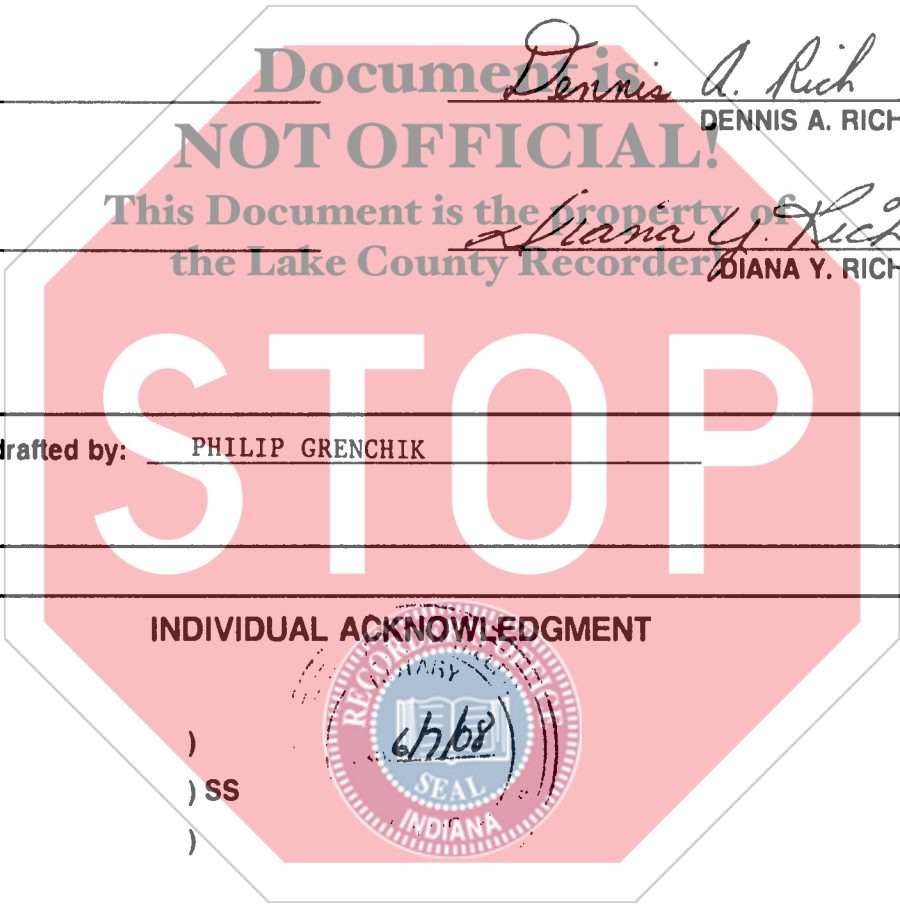 Document is
Dennis A. Rich
DENNIS A. RICH
NOT OFFICIAL!
This Document is the property of
Diana Y. Rich
the Lake County Recorder!
DIANA Y. RICH
STOP
drafted by: PHILIP GRENCHIK
INDIVIDUAL ACKNOWLEDGMENT
RECORDER'S OFFICE
)
) SS
)
SEAL
INDIANA